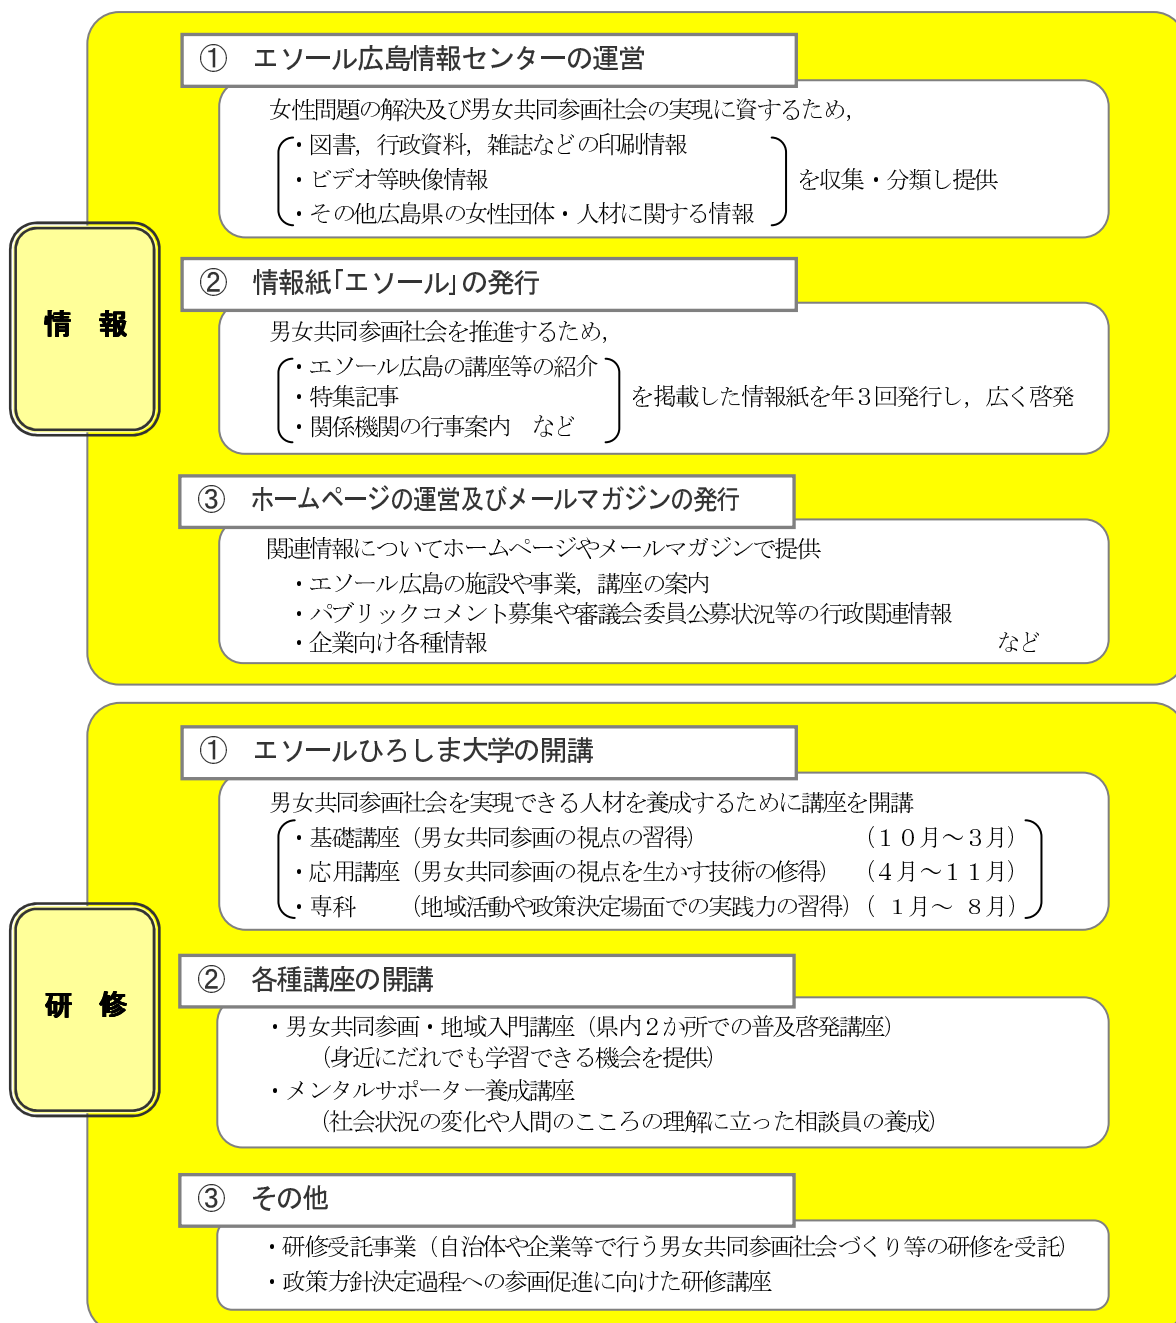 情 報
① エソール広島情報センターの運営
女性問題の解決及び男女共同参画社会の実現に資するため，
・図書，行政資料，雑誌などの印刷情報
・ビデオ等映像情報
・その他広島県の女性団体・人材に関する情報
を収集・分類し提供
② 情報紙｢エソール｣の発行
男女共同参画社会を推進するため，
・エソール広島の講座等の紹介
・特集記事
・関係機関の行事案内　など
を掲載した情報紙を年３回発行し，広く啓発
③ ホームページの運営及びメールマガジンの発行
関連情報についてホームページやメールマガジンで提供
・エソール広島の施設や事業，講座の案内
・パブリックコメント募集や審議会委員公募状況等の行政関連情報
・企業向け各種情報　など
研 修
① エソールひろしま大学の開講
男女共同参画社会を実現できる人材を養成するために講座を開講
・基礎講座（男女共同参画の視点の習得）　（１０月～３月）
・応用講座（男女共同参画の視点を生かす技術の修得）　（４月～１１月）
・専科　（地域活動や政策決定場面での実践力の習得）（ １月～ ８月）
② 各種講座の開講
・男女共同参画・地域入門講座（県内２か所での普及啓発講座）
（身近にだれでも学習できる機会を提供）
・メンタルサポーター養成講座
（社会状況の変化や人間のこころの理解に立った相談員の養成）
③ その他
・研修受託事業（自治体や企業等で行う男女共同参画社会づくり等の研修を受託）
・政策方針決定過程への参画促進に向けた研修講座